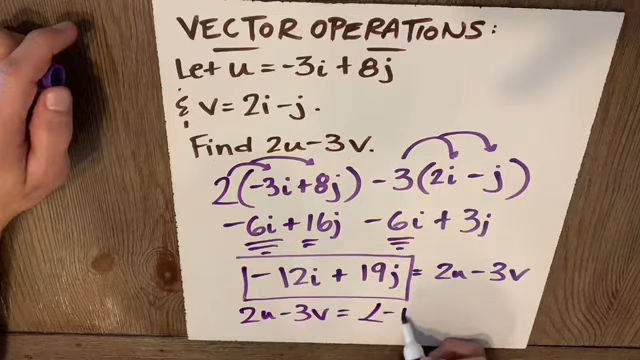 VECTOR OPERATIONS:
Let u = -3i + 8j
& v = 2i - j.
Find 2u - 3v.
2(-3i + 8j) - 3(2i - j)
-6i + 16j - 6i + 3j
-12i + 19j = 2u - 3v
2u - 3v = ⟨-1